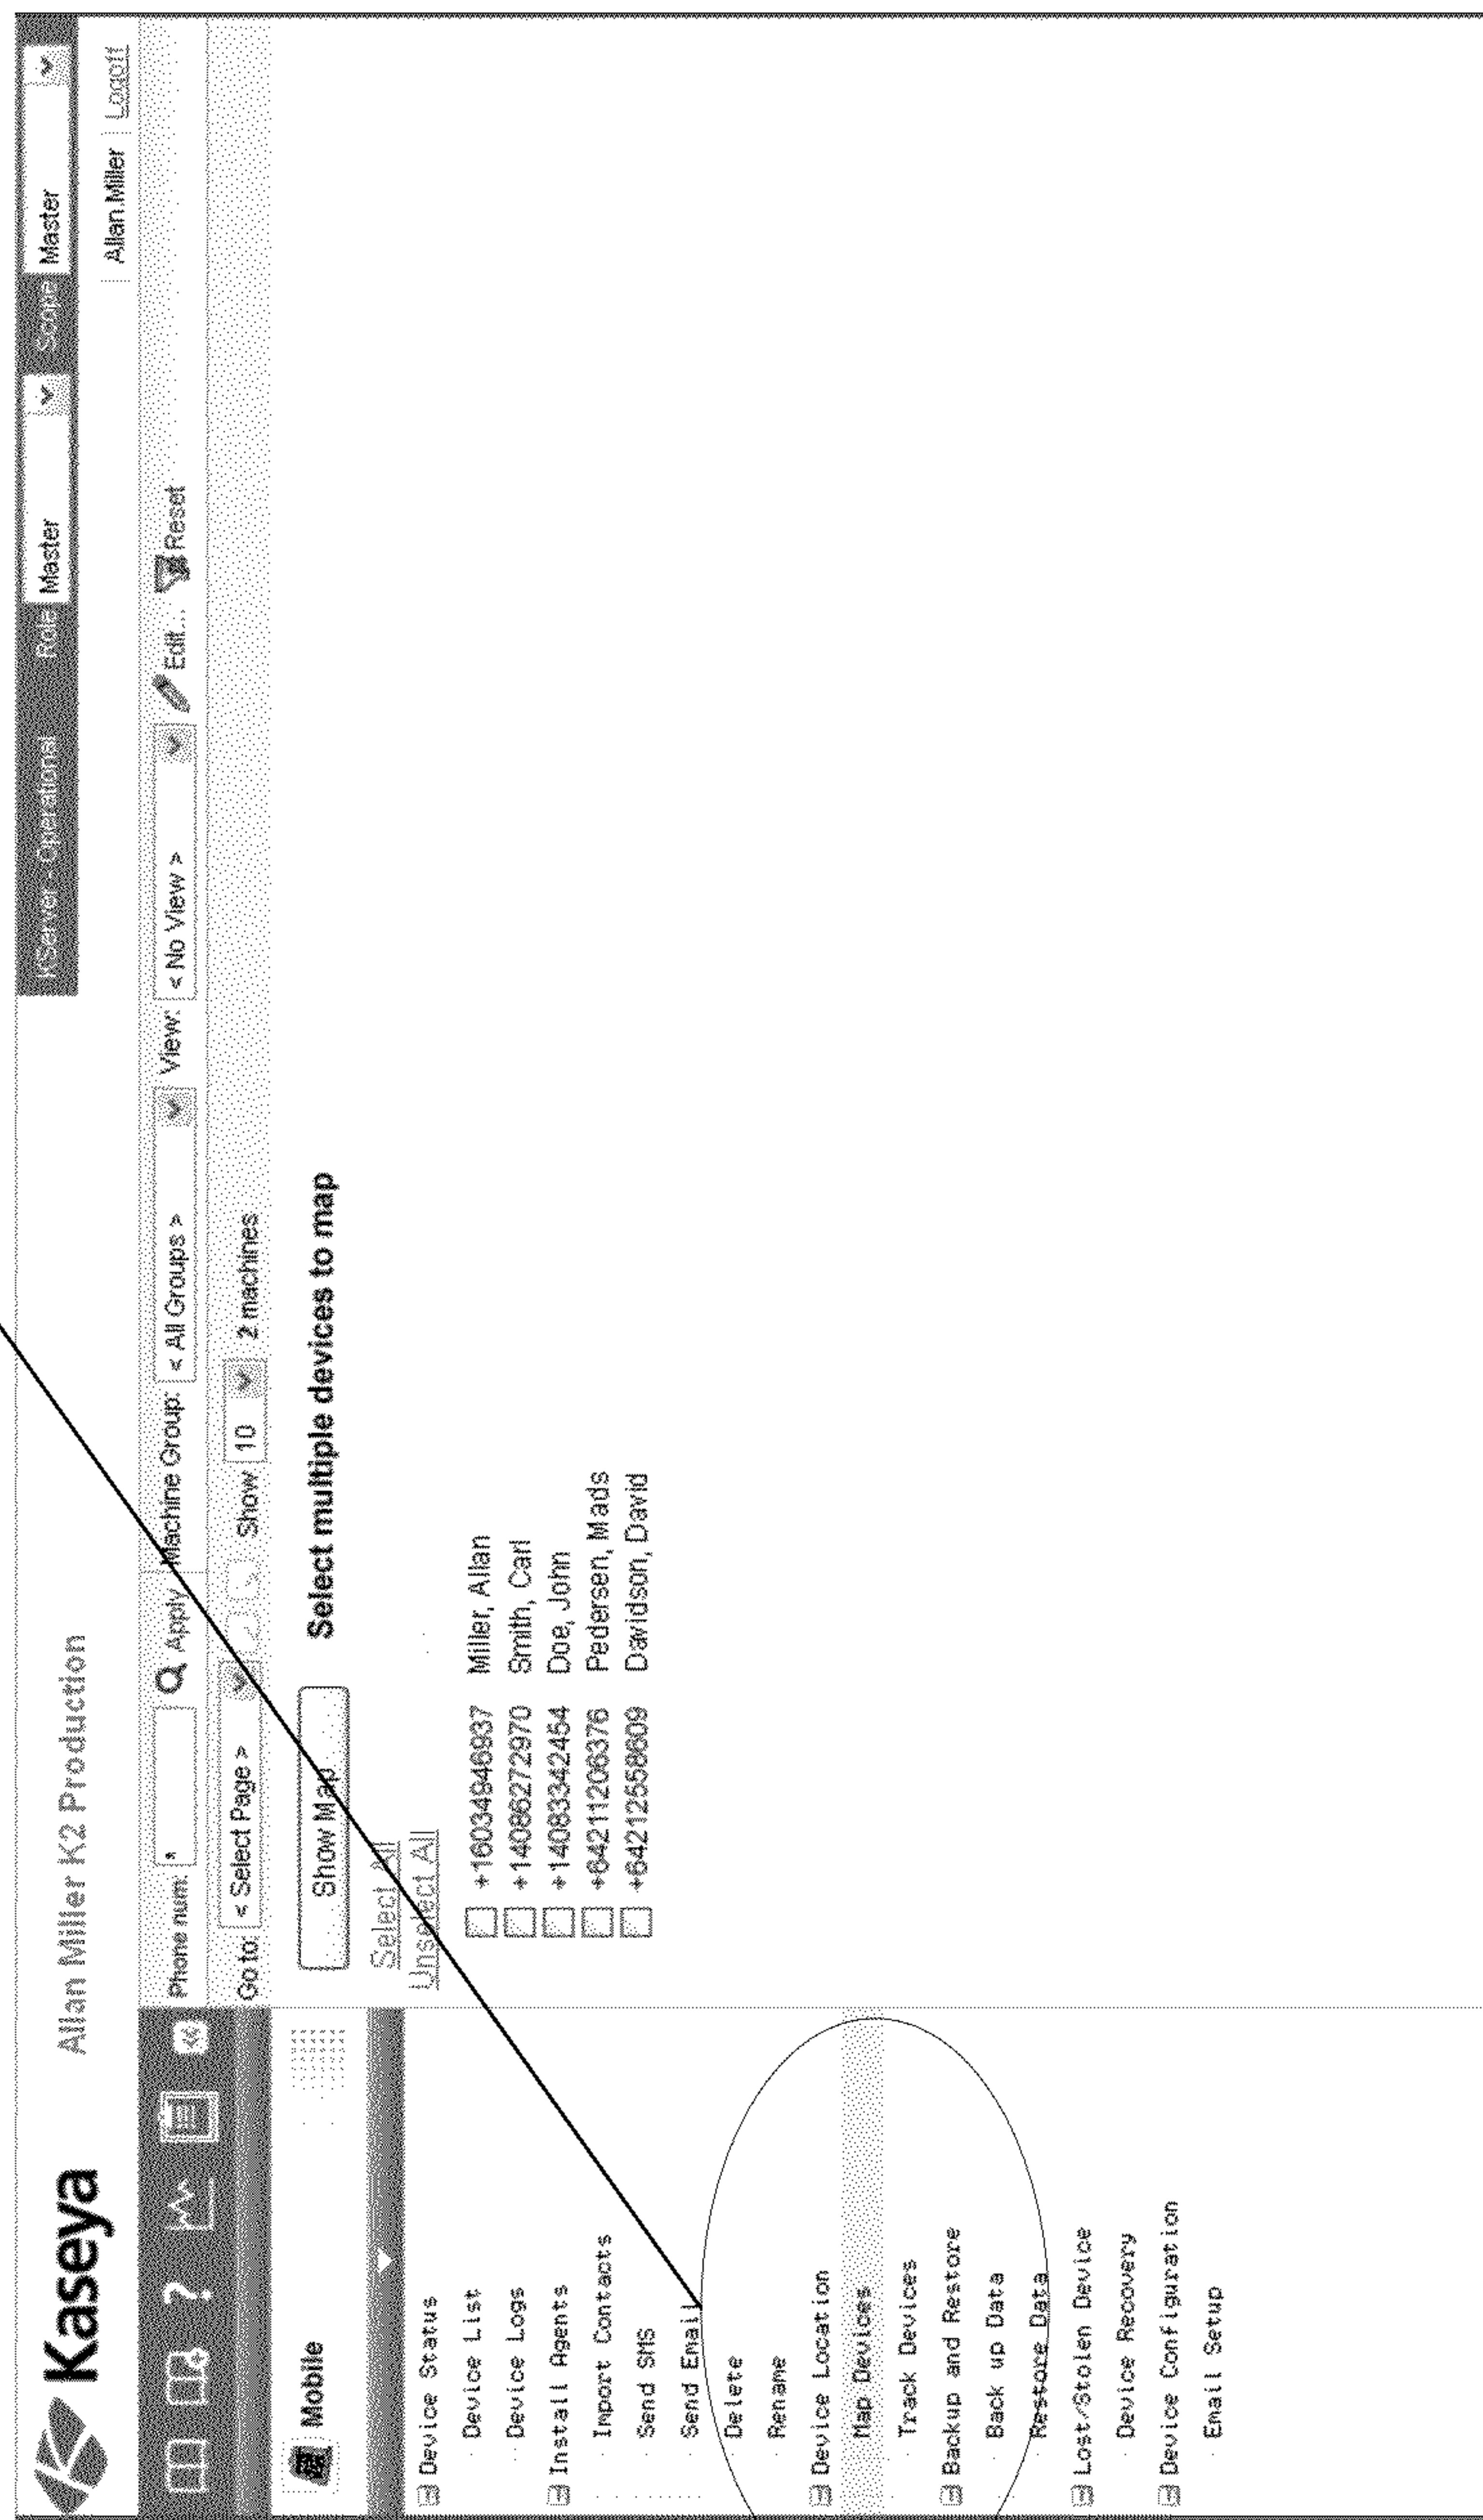 Kaseya
Allan Miller K2 Production
KServer - Operational Role Master Scope Master
Allan.Miller Logoff
Phone num: * Apply Machine Group: < All Groups > View: < No View > Edit... Reset
Go to: < Select Page > Show 10 2 machines
Mobile
Show Map Select multiple devices to map
Select All
Unselect All
+16034946937 Miller, Allan
+14086272970 Smith, Carl
+14083342454 Doe, John
+64211206376 Pedersen, Mads
+64212558609 Davidson, David
Device Status
Device List
Device Logs
Install Agents
Import Contacts
Send SMS
Send Email
Delete
Rename
Device Location
Map Devices
Track Devices
Backup and Restore
Back up Data
Restore Data
Lost/Stolen Device
Device Recovery
Device Configuration
Email Setup